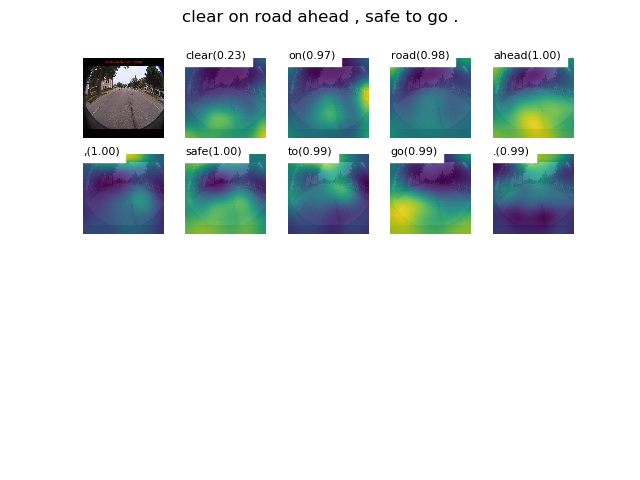 clear on road ahead , safe to go .
clear(0.23) on(0.97) road(0.98) ahead(1.00)
,(1.00) safe(1.00) to(0.99) go(0.99) .(0.99)